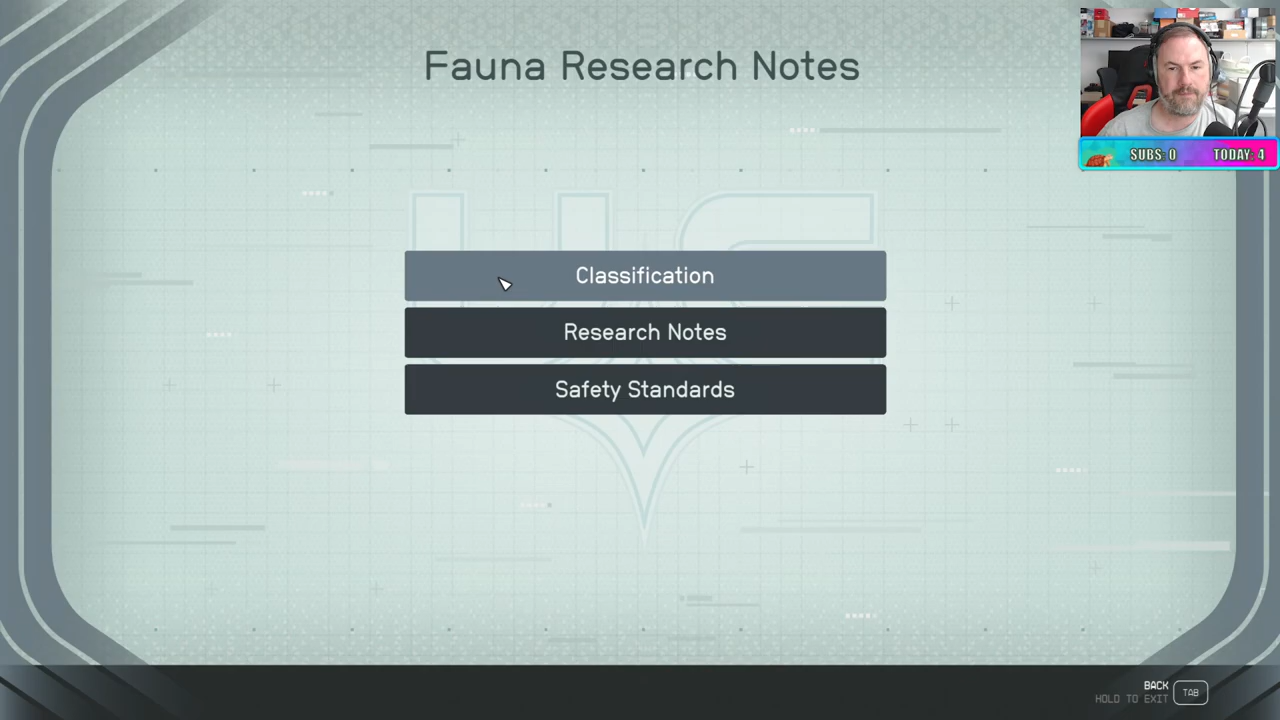 Fauna Research Notes
SUBS: 0 TODAY: 4
Classification
Research Notes
Safety Standards
BACK
HOLD TO EXIT TAB